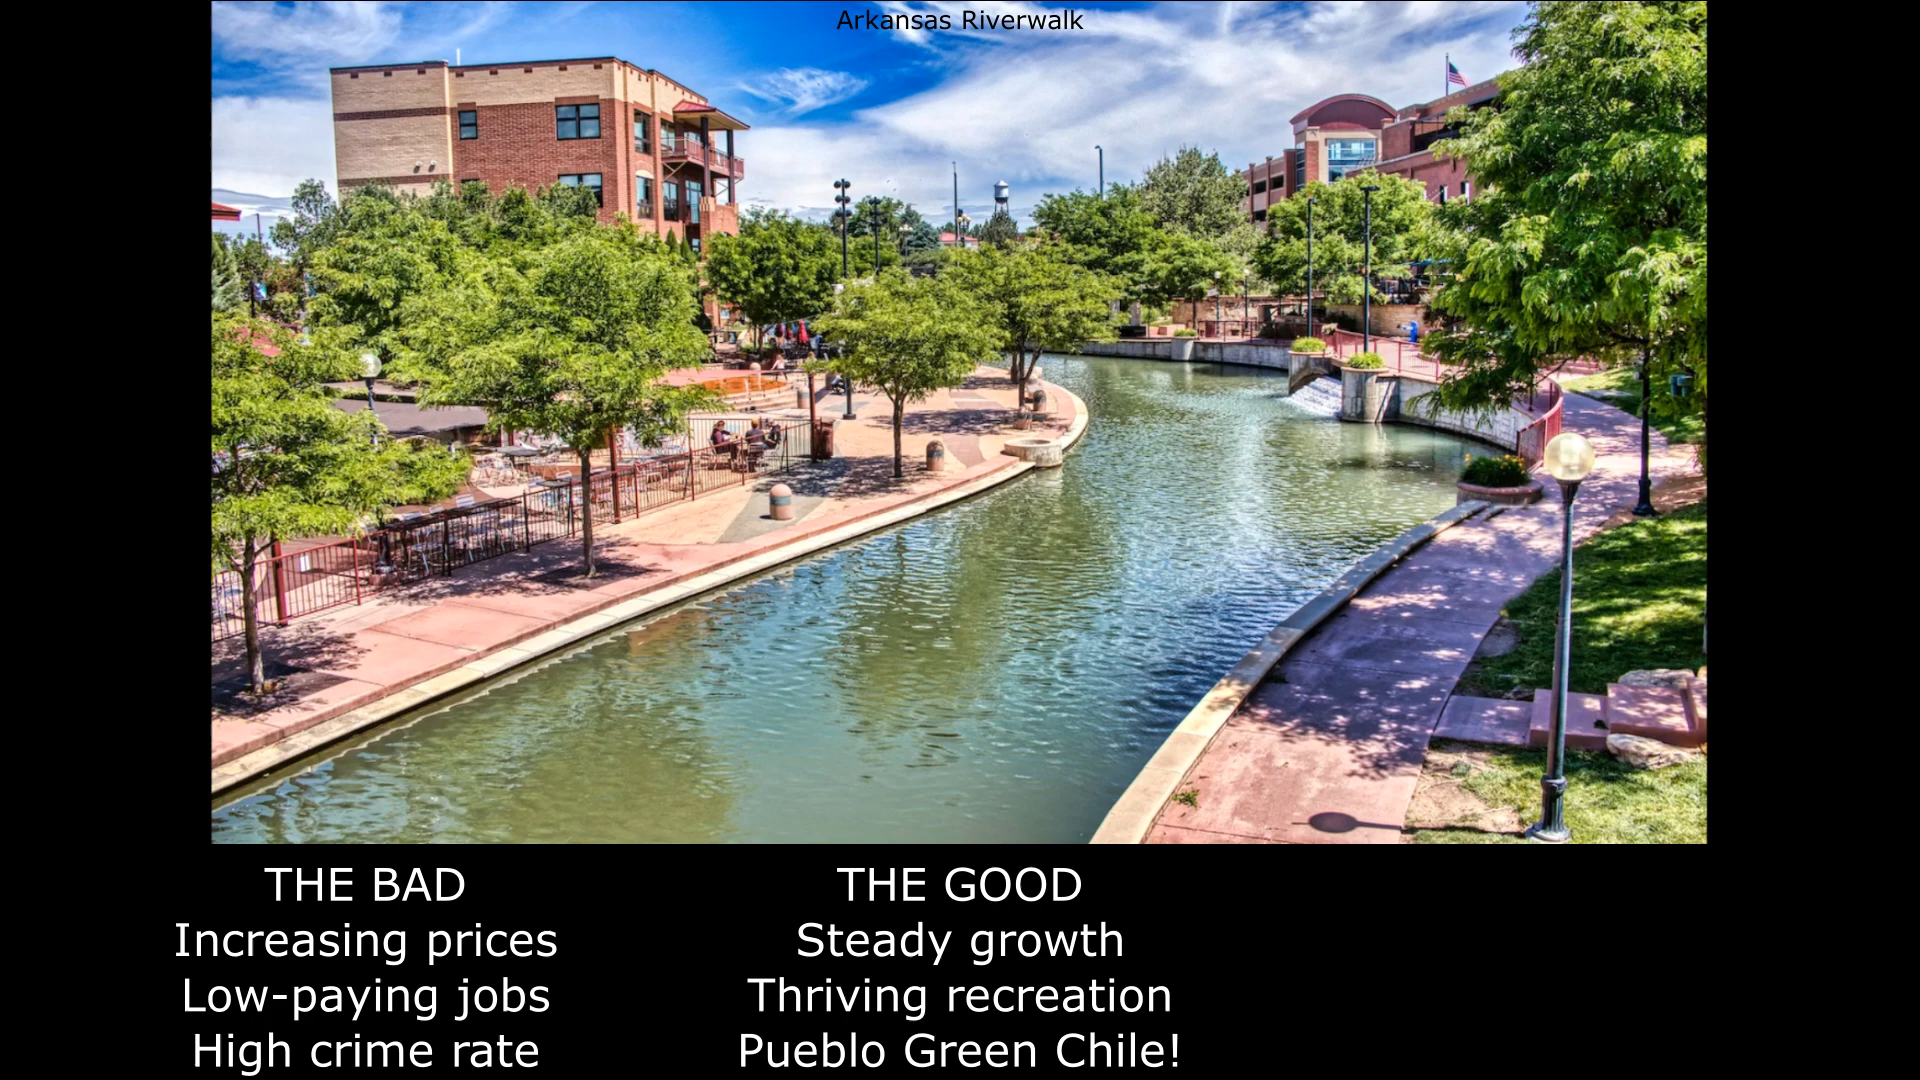 Arkansas Riverwalk
THE BAD
Increasing prices
Low-paying jobs
High crime rate
THE GOOD
Steady growth
Thriving recreation
Pueblo Green Chile!